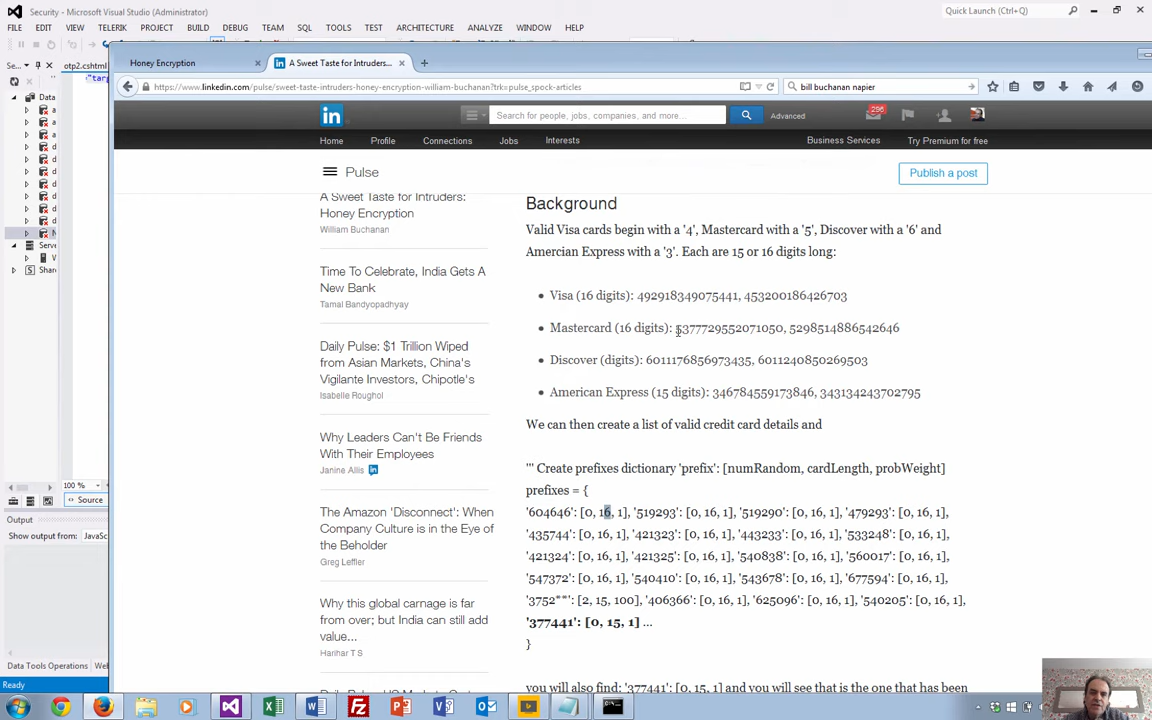 Security - Microsoft Visual Studio (Administrator)
Quick Launch (Ctrl+Q)
FILE EDIT VIEW TELERIK PROJECT BUILD DEBUG TEAM SQL TOOLS TEST ARCHITECTURE ANALYZE WINDOW HELP
Honey Encryption
A Sweet Taste for Intruders...
otp2.cshtml
https://www.linkedin.com/pulse/sweet-taste-intruders-honey-encryption-william-buchanan?trk=pulse_spock-articles
bill buchanan napier
Data
Search for people, jobs, companies, and more...
Advanced
296
Home Profile Connections Jobs Interests
Business Services Try Premium for free
Pulse
Publish a post
A Sweet Taste for Intruders:
Honey Encryption
William Buchanan
Time To Celebrate, India Gets A
New Bank
Tamal Bandyopadhyay
Daily Pulse: $1 Trillion Wiped
from Asian Markets, China's
Vigilante Investors, Chipotle's
Isabelle Roughol
Why Leaders Can't Be Friends
With Their Employees
Janine Allis
The Amazon 'Disconnect': When
Company Culture is in the Eye of
the Beholder
Greg Leffler
Why this global carnage is far
from over; but India can still add
value...
Harihar T S
Background
Valid Visa cards begin with a '4', Mastercard with a '5', Discover with a '6' and
Amercian Express with a '3'. Each are 15 or 16 digits long:
Visa (16 digits): 492918349075441, 453200186426703
Mastercard (16 digits): 5377729552071050, 5298514886542646
Discover (digits): 6011176856973435, 6011240850269503
American Express (15 digits): 346784559173846, 343134243702795
We can then create a list of valid credit card details and
''' Create prefixes dictionary 'prefix': [numRandom, cardLength, probWeight]
prefixes = {
'604646': [0, 16, 1], '519293': [0, 16, 1], '519290': [0, 16, 1], '479293': [0, 16, 1],
'435744': [0, 16, 1], '421323': [0, 16, 1], '443233': [0, 16, 1], '533248': [0, 16, 1],
'421324': [0, 16, 1], '421325': [0, 16, 1], '540838': [0, 16, 1], '560017': [0, 16, 1],
'547372': [0, 16, 1], '540410': [0, 16, 1], '543678': [0, 16, 1], '677594': [0, 16, 1],
'3752**': [2, 15, 100], '406366': [0, 16, 1], '625096': [0, 16, 1], '540205': [0, 16, 1],
'377441': [0, 15, 1] ...
}
you will also find: '377441': [0, 15, 1] and you will see that is the one that has been
100 %
Source
Output
Show output from:
Data Tools Operations
Ready